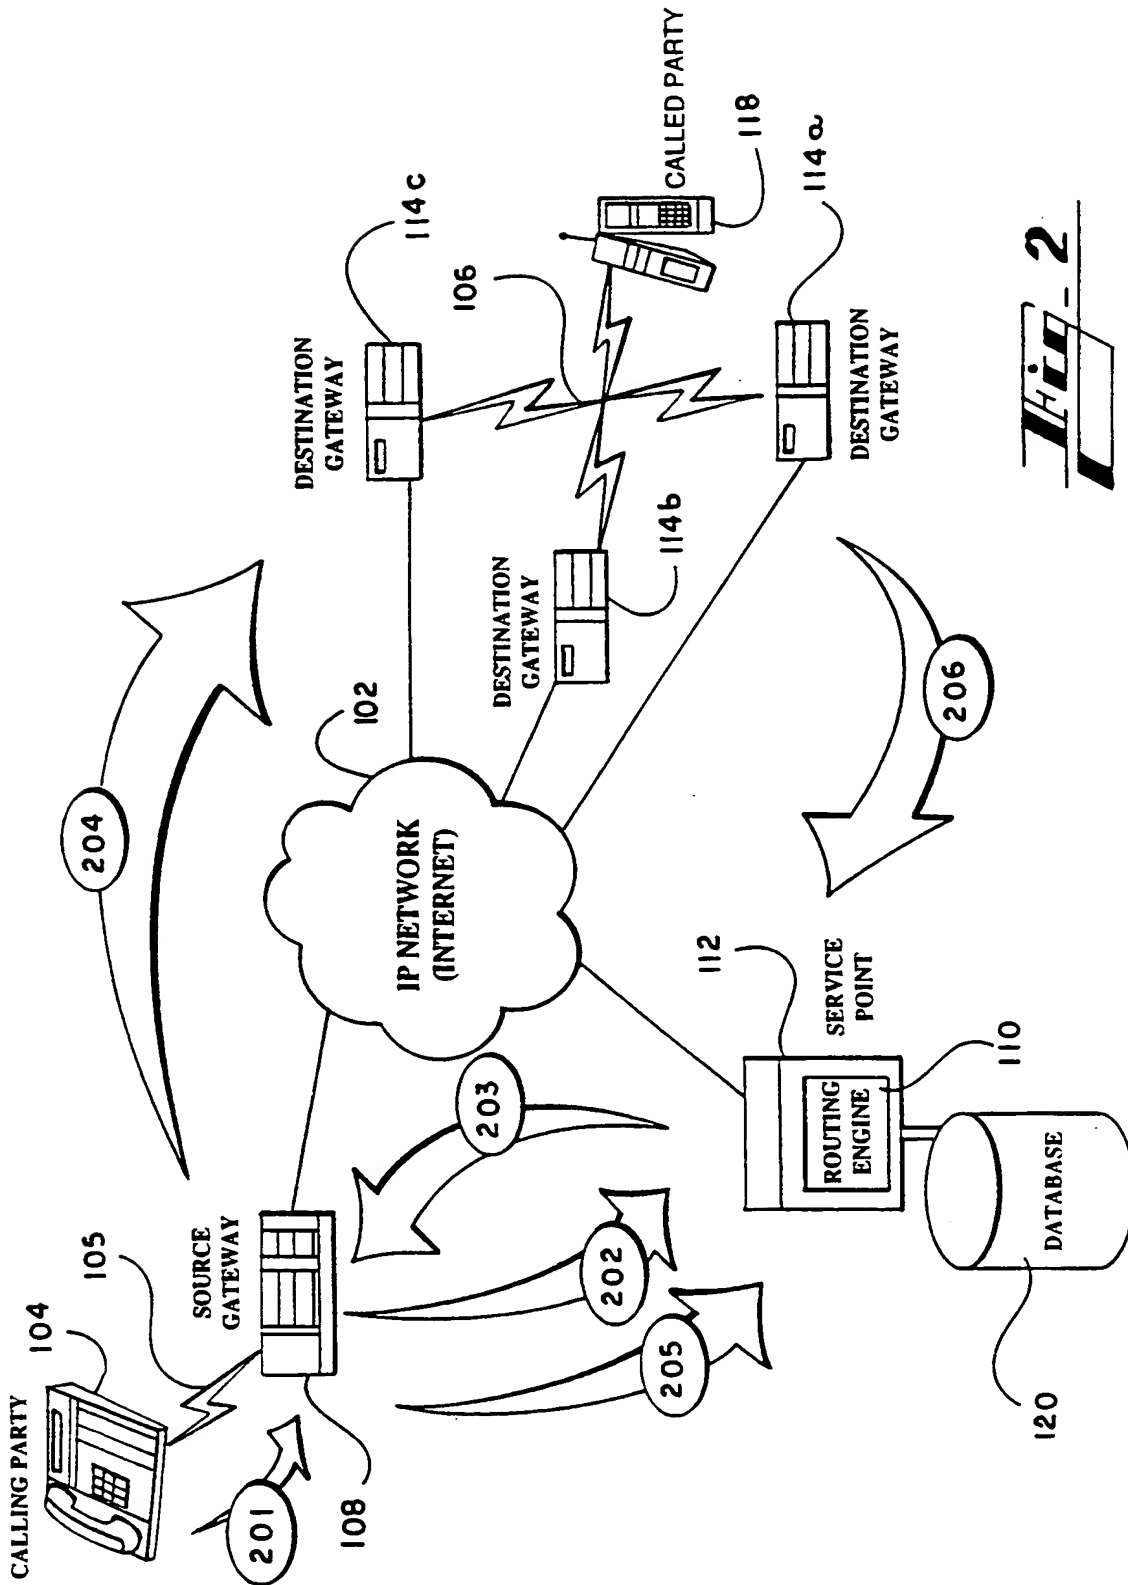 CALLING PARTY
104
105
201
108
SOURCE
GATEWAY
204
102
IP NETWORK
(INTERNET)
203
202
205
112
SERVICE
POINT
ROUTING
ENGINE
110
DATABASE
120
DESTINATION
GATEWAY
114c
DESTINATION
GATEWAY
114b
106
CALLED PARTY
118
114a
DESTINATION
GATEWAY
206
Fig_2